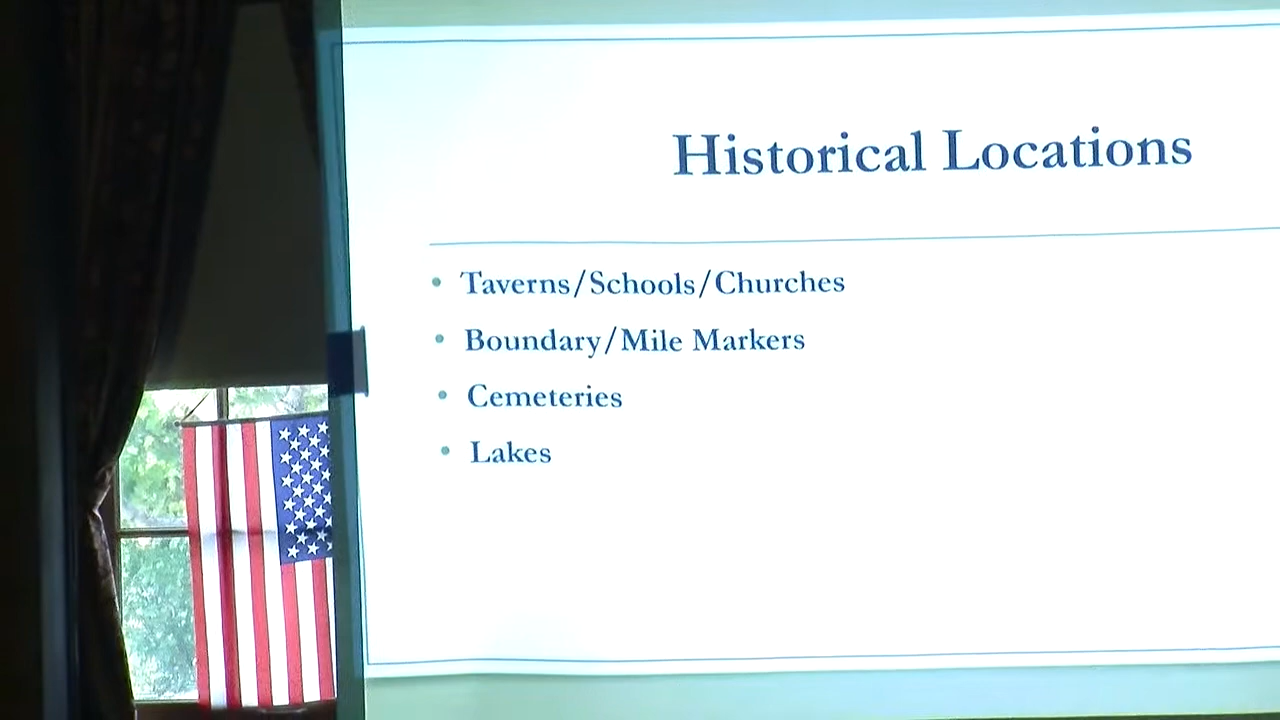 Historical Locations
• Taverns/Schools/Churches
• Boundary/Mile Markers
• Cemeteries
• Lakes